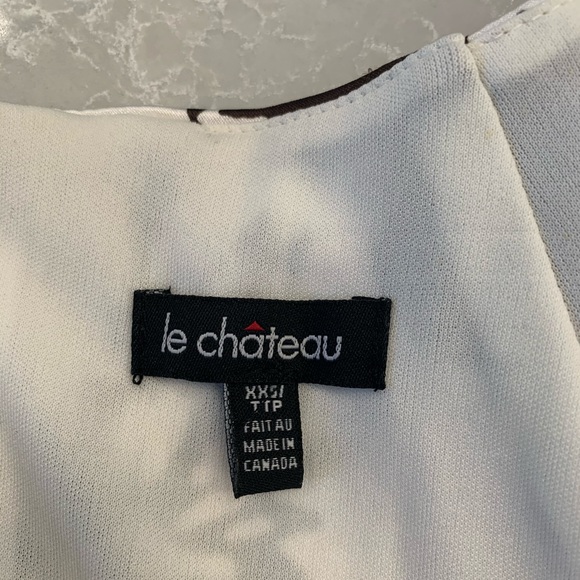 le château
XXS/
TTP
FAIT AU
MADE IN
CANADA